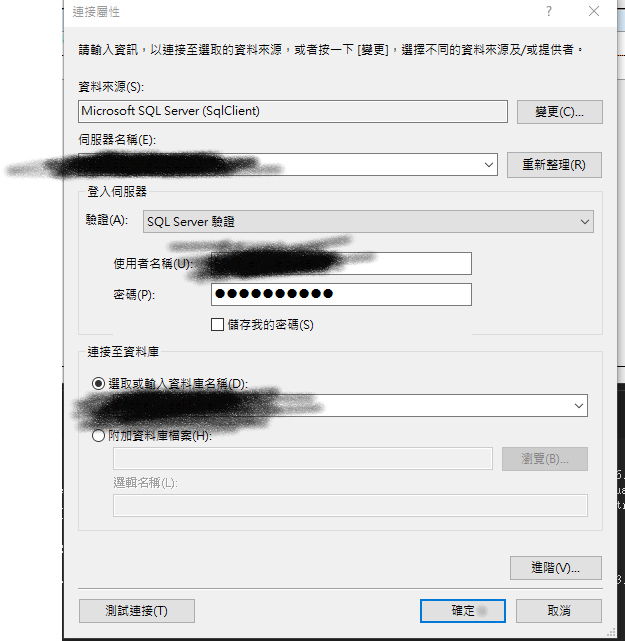 連接屬性
請輸入資訊，以連接至選取的資料來源，或者按一下 [變更]，選擇不同的資料來源及/或提供者。
資料來源(S):
Microsoft SQL Server (SqlClient)
變更(C)...
伺服器名稱(E):
重新整理(R)
登入伺服器
驗證(A):
SQL Server 驗證
使用者名稱(U):
密碼(P):
儲存我的密碼(S)
連接至資料庫
選取或輸入資料庫名稱(D):
附加資料庫檔案(H):
瀏覽(B)...
邏輯名稱(L):
進階(V)...
測試連接(T)
確定
取消